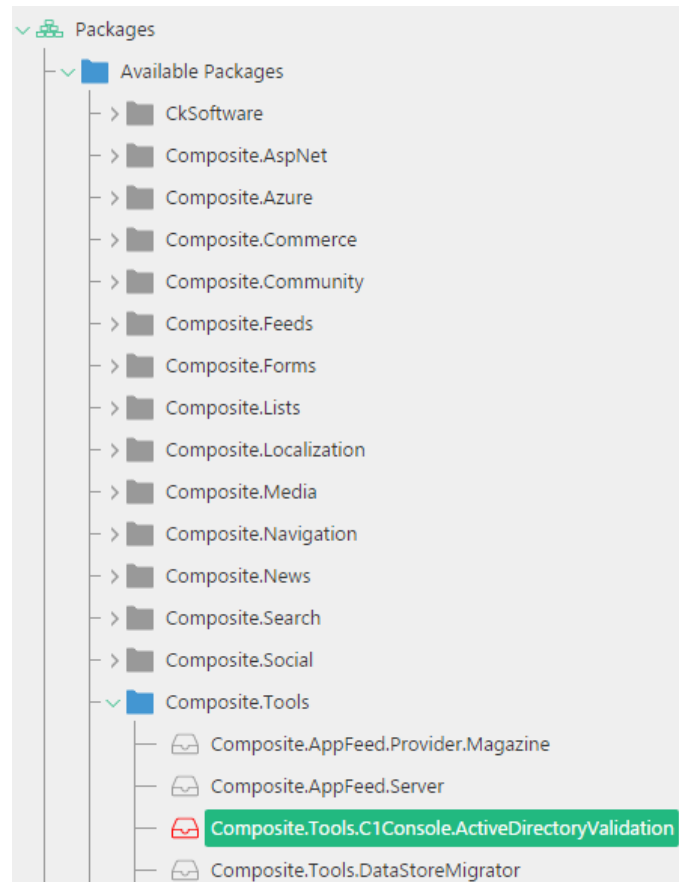 Packages
Available Packages
CkSoftware
Composite.AspNet
Composite.Azure
Composite.Commerce
Composite.Community
Composite.Feeds
Composite.Forms
Composite.Lists
Composite.Localization
Composite.Media
Composite.Navigation
Composite.News
Composite.Search
Composite.Social
Composite.Tools
Composite.AppFeed.Provider.Magazine
Composite.AppFeed.Server
Composite.Tools.C1Console.ActiveDirectoryValidation
Composite.Tools.DataStoreMigrator